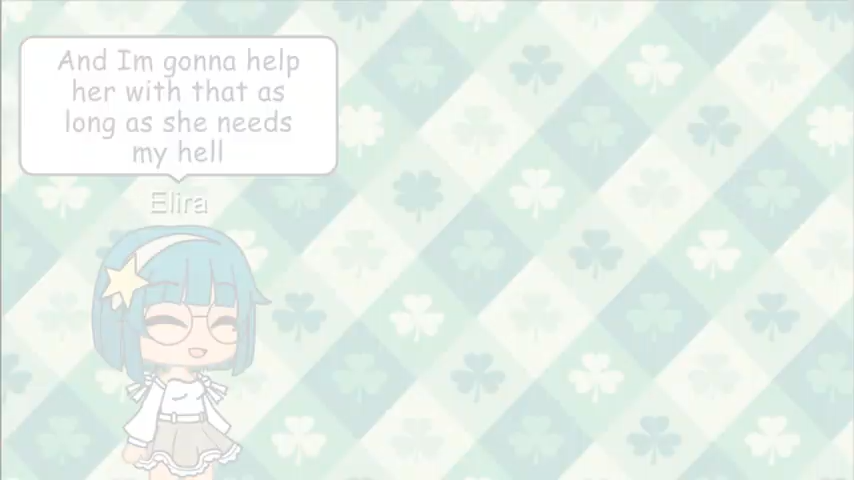 And Im gonna help
her with that as
long as she needs
my hell
Elira